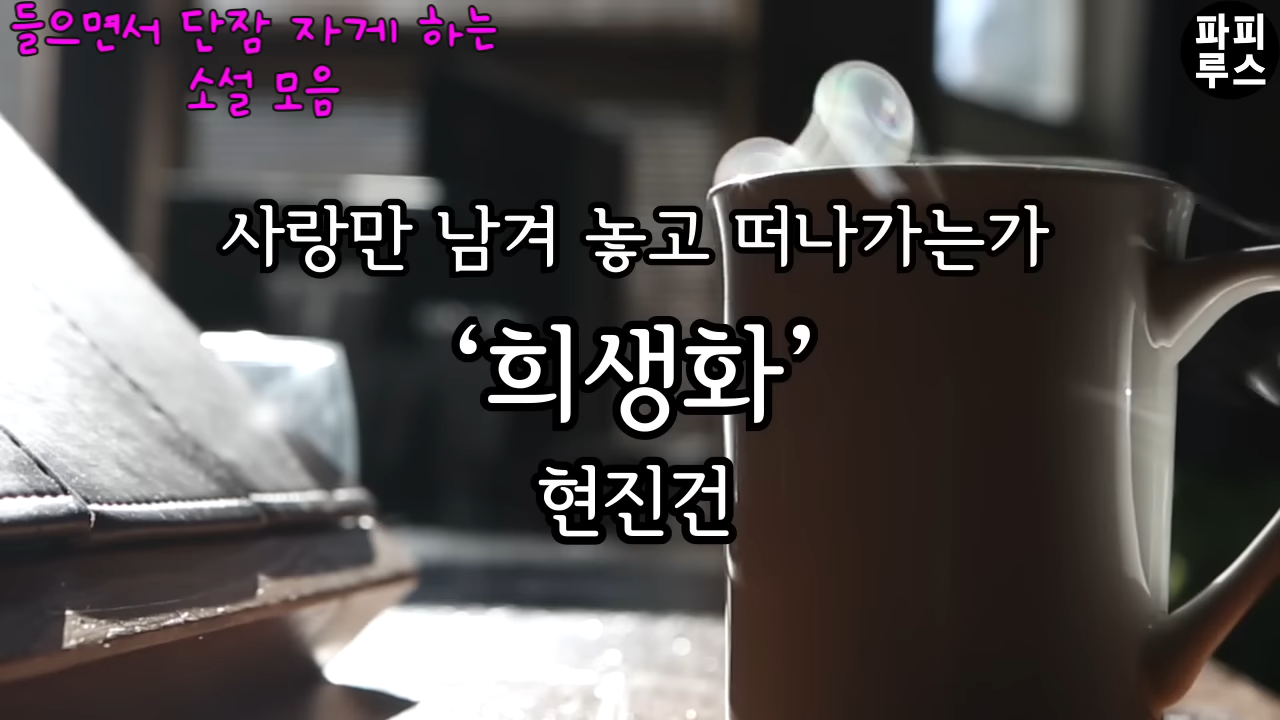 들으면서 단잠 자게 하는
소설 모음
파피
루스
사랑만 남겨 놓고 떠나가는가
‘희생화’
현진건